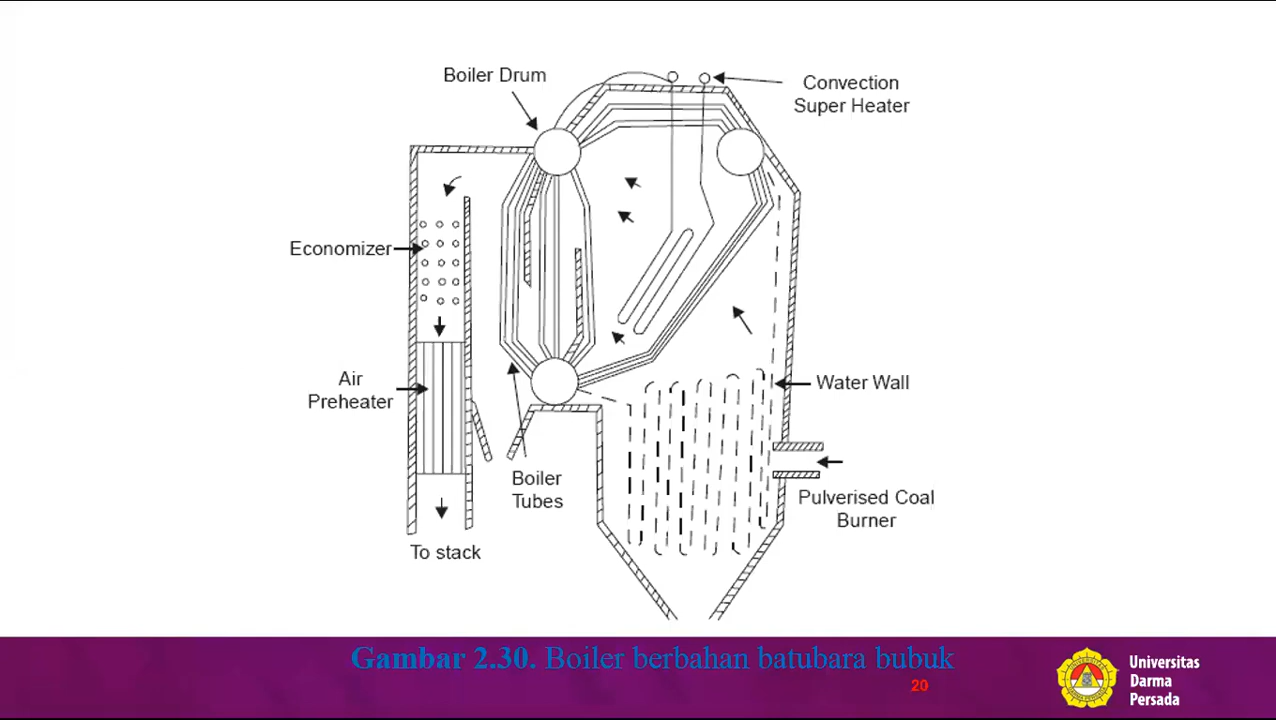 Boiler Drum
Convection
Super Heater
Economizer
Air
Preheater
Water Wall
Boiler
Tubes
Pulverised Coal
Burner
To stack
Gambar 2.30. Boiler berbahan batubara bubuk
20
Universitas
Darma
Persada